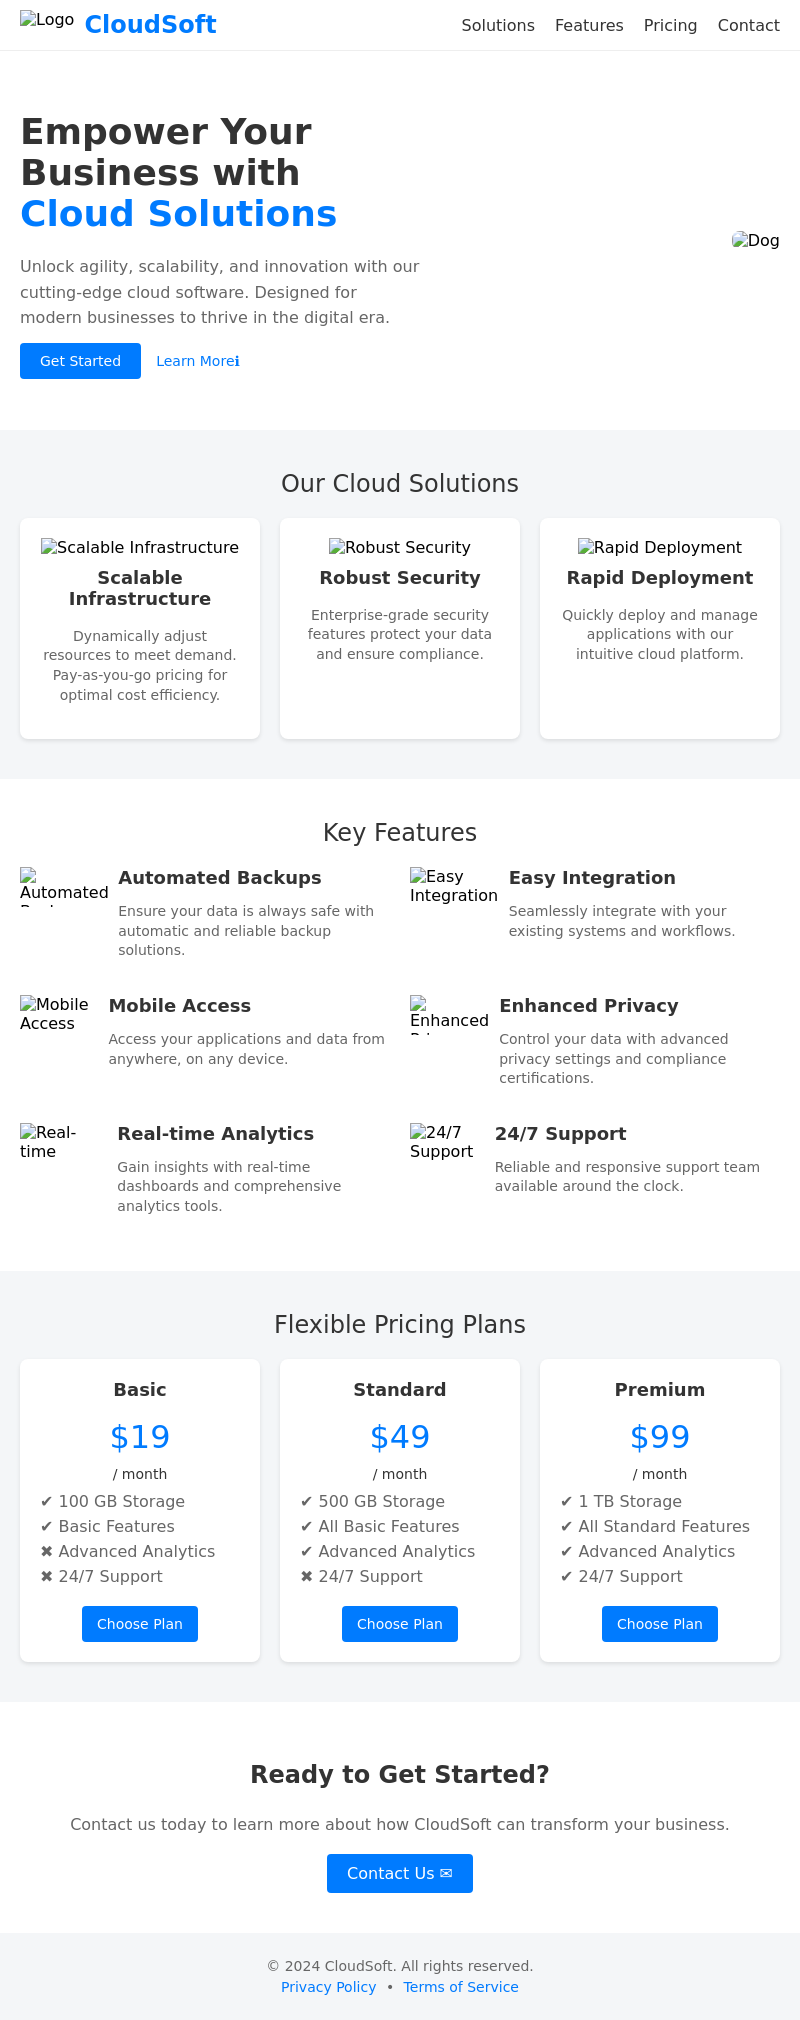 Logo
CloudSoft
Solutions Features Pricing Contact
Empower Your
Business with
Cloud Solutions
Unlock agility, scalability, and innovation with our
cutting-edge cloud software. Designed for
modern businesses to thrive in the digital era.
Get Started
Learn Moreℹ
Dog
Our Cloud Solutions
Scalable Infrastructure
Scalable
Infrastructure
Dynamically adjust
resources to meet demand.
Pay-as-you-go pricing for
optimal cost efficiency.
Robust Security
Robust Security
Enterprise-grade security
features protect your data
and ensure compliance.
Rapid Deployment
Rapid Deployment
Quickly deploy and manage
applications with our
intuitive cloud platform.
Key Features
Automated
Automated Backups
Ensure your data is always safe with
automatic and reliable backup
solutions.
Easy
Integration
Easy Integration
Seamlessly integrate with your
existing systems and workflows.
Mobile
Access
Mobile Access
Access your applications and data from
anywhere, on any device.
Enhanced
Enhanced Privacy
Control your data with advanced
privacy settings and compliance
certifications.
Real-
time
Real-time Analytics
Gain insights with real-time
dashboards and comprehensive
analytics tools.
24/7
Support
24/7 Support
Reliable and responsive support team
available around the clock.
Flexible Pricing Plans
Basic
$19
/ month
✔ 100 GB Storage
✔ Basic Features
✖ Advanced Analytics
✖ 24/7 Support
Choose Plan
Standard
$49
/ month
✔ 500 GB Storage
✔ All Basic Features
✔ Advanced Analytics
✖ 24/7 Support
Choose Plan
Premium
$99
/ month
✔ 1 TB Storage
✔ All Standard Features
✔ Advanced Analytics
✔ 24/7 Support
Choose Plan
Ready to Get Started?
Contact us today to learn more about how CloudSoft can transform your business.
Contact Us ✉
© 2024 CloudSoft. All rights reserved.
Privacy Policy • Terms of Service